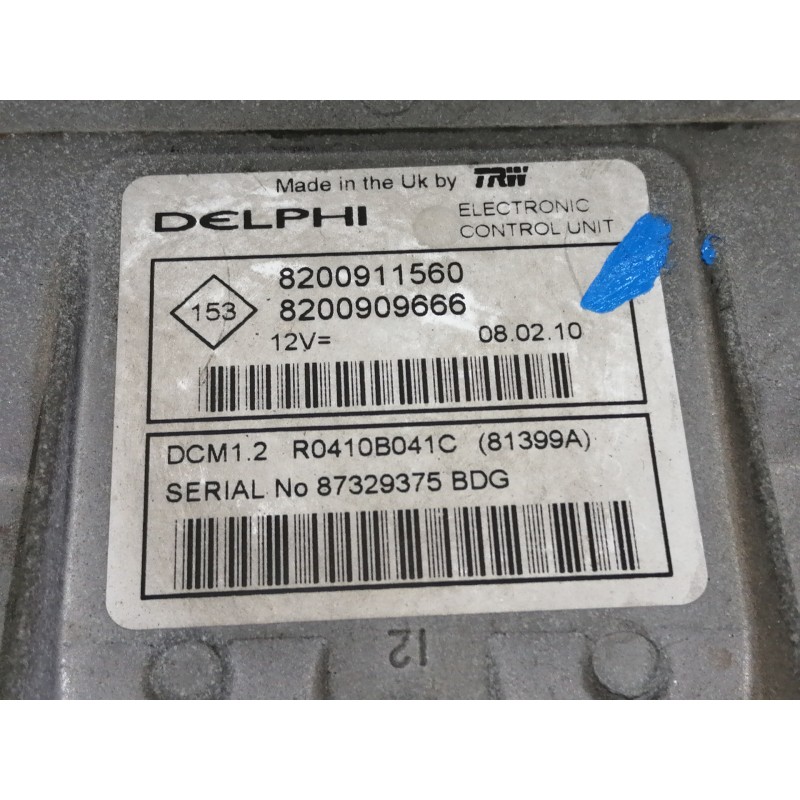 Made in the Uk by TRW
DELPHI
ELECTRONIC
CONTROL UNIT
153
8200911560
8200909666
12V=
08.02.10
DCM1.2 R0410B041C (81399A)
SERIAL No 87329375 BDG
12